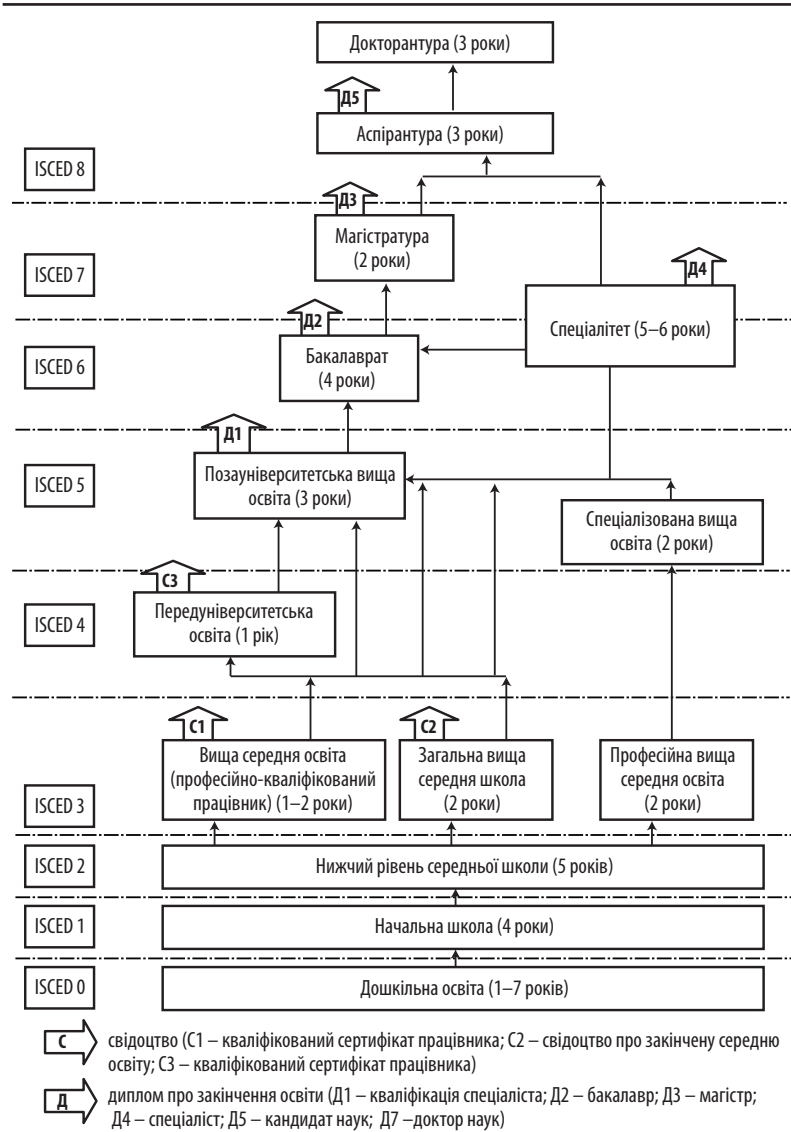 Докторантура (3 роки)
Д5
Аспірантура (3 роки)
ISCED 8
Д3
Магістратура
(2 роки)
Д4
ISCED 7
Д2
Спеціалітет (5–6 роки)
Бакалаврат
(4 роки)
ISCED 6
Д1
Позауніверситетська вища
освіта (3 роки)
ISCED 5
Спеціалізована вища
освіта (2 роки)
С3
Передуніверситетська
освіта (1 рік)
ISCED 4
С1
С2
Вища середня освіта
(професійно-кваліфікований
працівник) (1–2 роки)
Загальна вища
середня школа
(2 роки)
Професійна вища
середня освіта
(2 роки)
ISCED 3
ISCED 2
Нижчий рівень середньої школи (5 років)
ISCED 1
Начальна школа (4 роки)
ISCED 0
Дошкільна освіта (1–7 років)
С
свідоцтво (С1 – кваліфікований сертифікат працівника; С2 – свідоцтво про закінчену середню
освіту; С3 – кваліфікований сертифікат працівника)
Д
диплом про закінчення освіти (Д1 – кваліфікація спеціаліста; Д2 – бакалавр; Д3 – магістр;
Д4 – спеціаліст; Д5 – кандидат наук; Д7 –доктор наук)